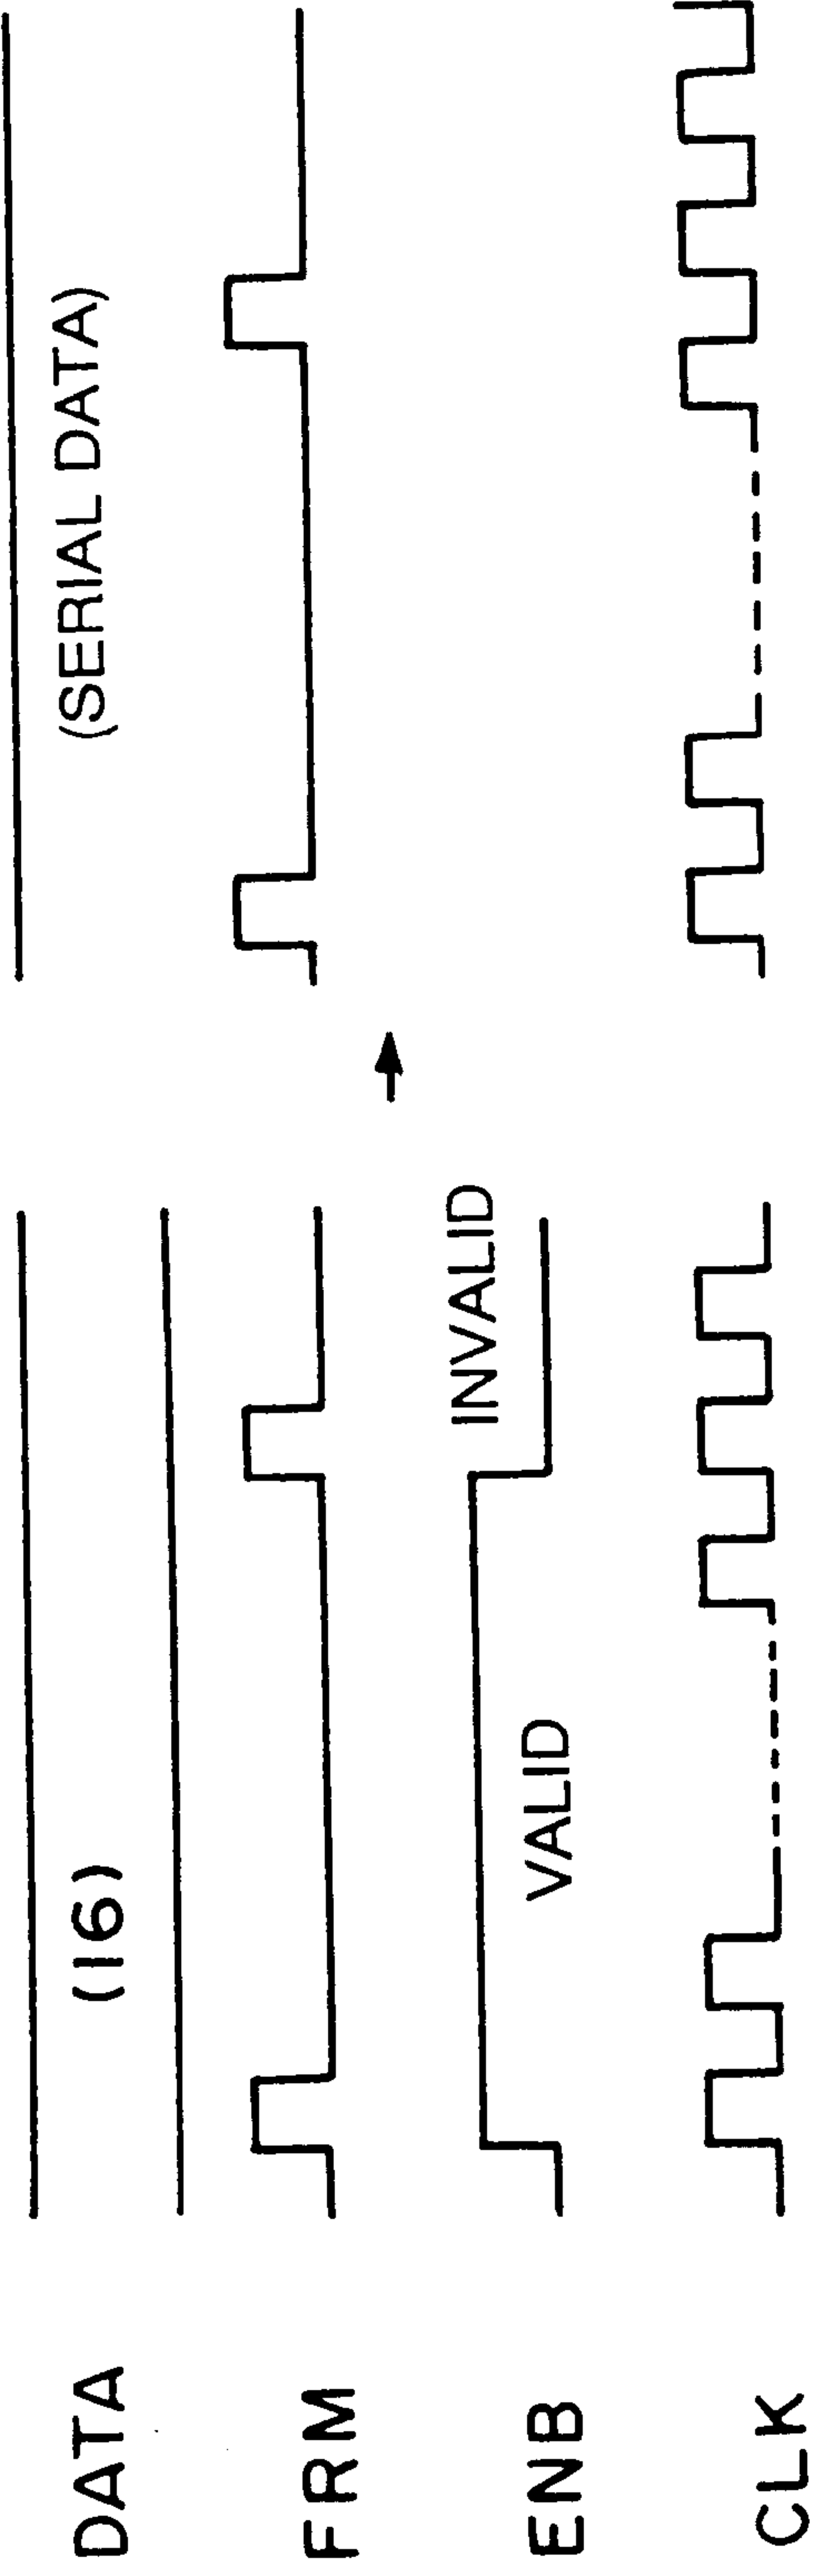 DATA
(16)
(SERIAL DATA)
FRM
ENB
VALID
INVALID
CLK